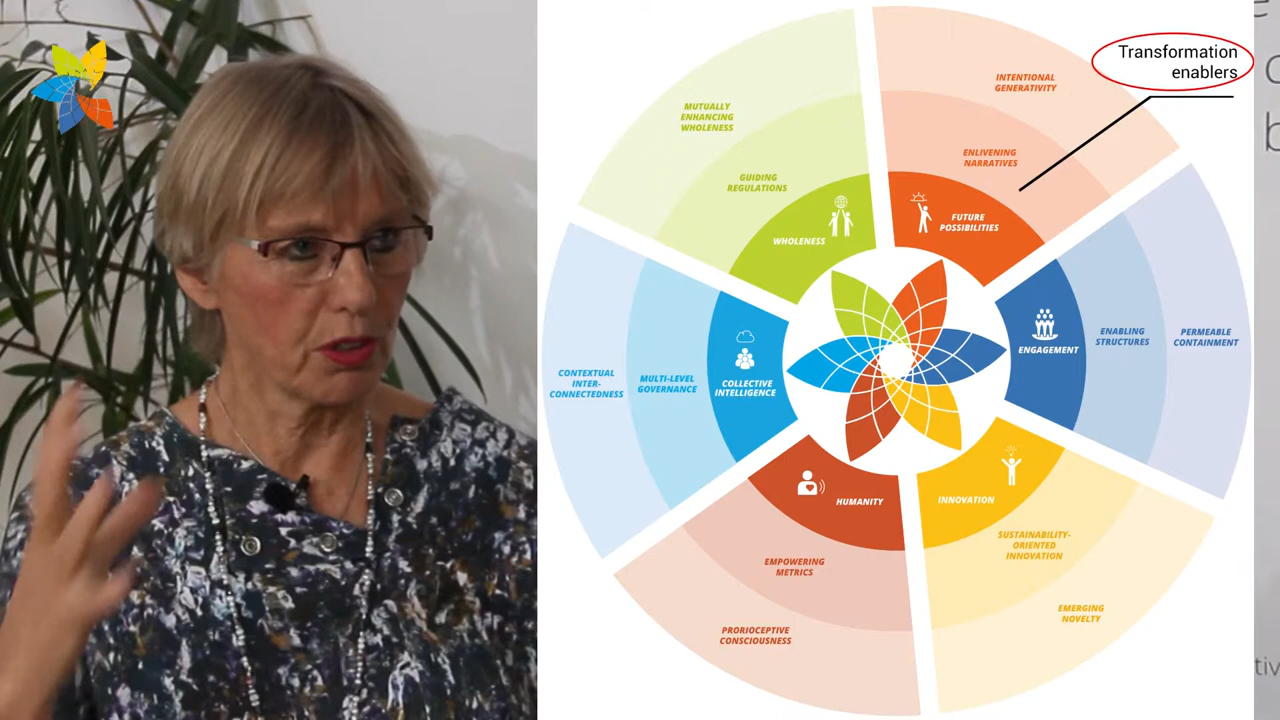 Transformation
enablers
INTENTIONAL
GENERATIVITY
ENLIVENING
NARRATIVES
FUTURE
POSSIBILITIES
ENGAGEMENT
ENABLING
STRUCTURES
PERMEABLE
CONTAINMENT
INNOVATION
SUSTAINABILITY-
ORIENTED
INNOVATION
EMERGING
NOVELTY
HUMANITY
EMPOWERING
METRICS
PRORIOCEPTIVE
CONSCIOUSNESS
COLLECTIVE
INTELLIGENCE
MULTI-LEVEL
GOVERNANCE
CONTEXTUAL
INTER-
CONNECTEDNESS
WHOLENESS
GUIDING
REGULATIONS
MUTUALLY
ENHANCING
WHOLENESS